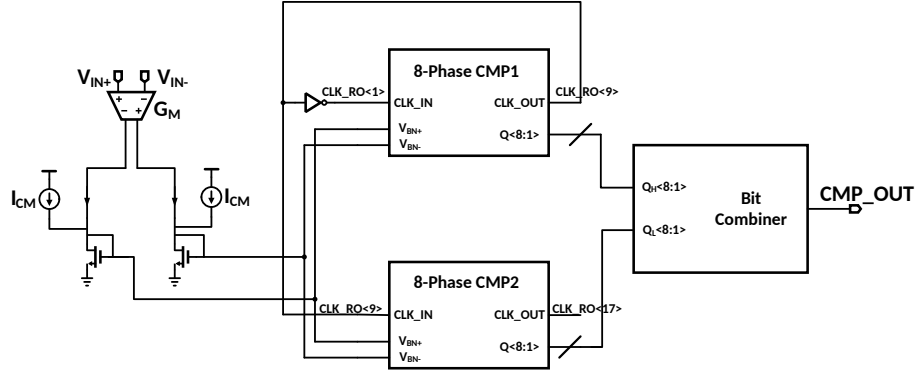 8-Phase CMP1
V_IN+ V_IN-
+ - - +
G_M
CLK_RO<1>
CLK_IN
CLK_OUT
CLK_RO<9>
V_BN+
V_BN-
Q<8:1>
I_CM
I_CM
Q_H<8:1>
Q_L<8:1>
Bit
Combiner
CMP_OUT
8-Phase CMP2
CLK_RO<9>
CLK_IN
CLK_OUT
CLK_RO<17>
V_BN+
V_BN-
Q<8:1>